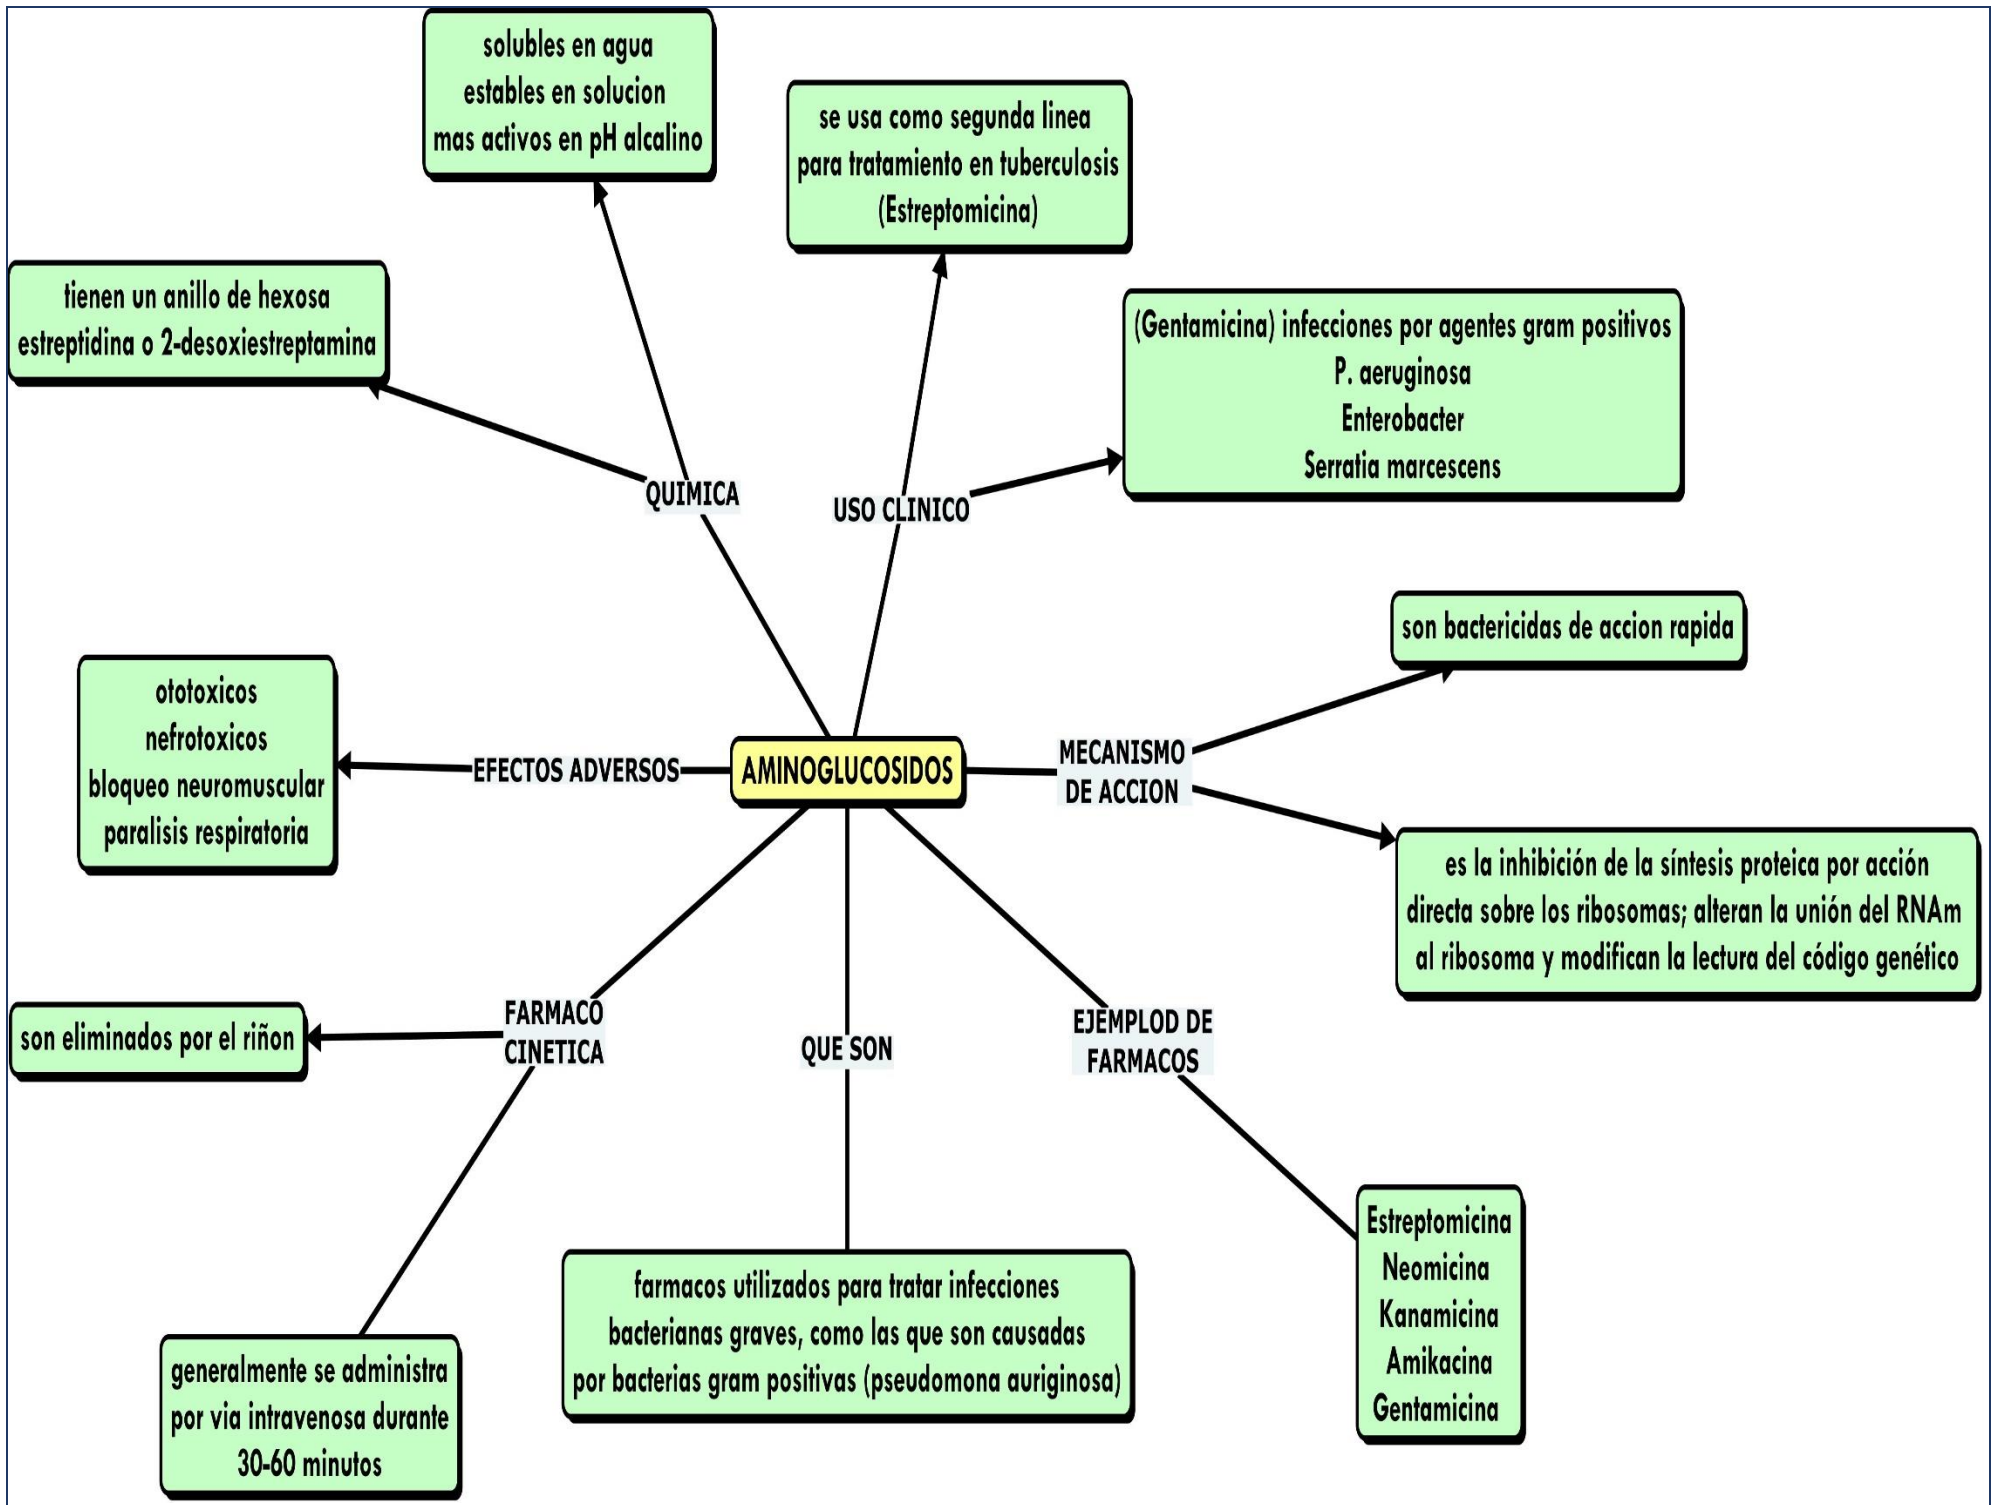 solubles en agua
estables en solucion
mas activos en pH alcalino
se usa como segunda linea
para tratamiento en tuberculosis
(Estreptomicina)
tienen un anillo de hexosa
estreptidina o 2-desoxiestreptamina
(Gentamicina) infecciones por agentes gram positivos
P. aeruginosa
Enterobacter
Serratia marcescens
QUIMICA
USO CLINICO
son bactericidas de accion rapida
ototoxicos
nefrotoxicos
bloqueo neuromuscular
paralisis respiratoria
EFECTOS ADVERSOS
AMINOGLUCOSIDOS
MECANISMO
DE ACCION
es la inhibición de la síntesis proteica por acción
directa sobre los ribosomas; alteran la unión del RNAm
al ribosoma y modifican la lectura del código genético
son eliminados por el riñon
FARMACO
CINETICA
QUE SON
EJEMPLOD DE
FARMACOS
generalmente se administra
por via intravenosa durante
30-60 minutos
farmacos utilizados para tratar infecciones
bacterianas graves, como las que son causadas
por bacterias gram positivas (pseudomona auriginosa)
Estreptomicina
Neomicina
Kanamicina
Amikacina
Gentamicina